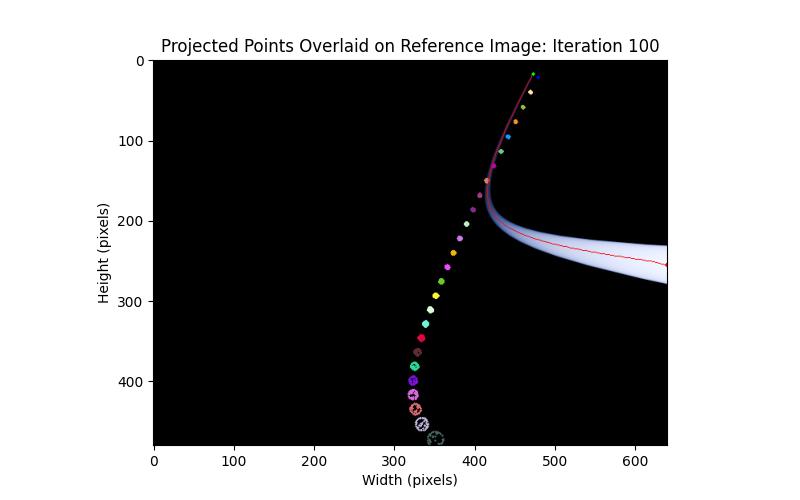 Projected Points Overlaid on Reference Image: Iteration 100
0
100
200
300
400
Height (pixels)
0 100 200 300 400 500 600
Width (pixels)